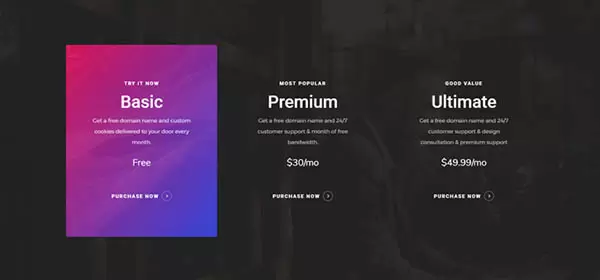 TRY IT NOW
Basic
Get a free domain name and custom
cookies delivered to your door every
month.
Free
PURCHASE NOW
MOST POPULAR
Premium
Get a free domain name and 24/7
customer support & month of free
bandwidth.
$30/mo
PURCHASE NOW
GOOD VALUE
Ultimate
Get a free domain name and 24/7
customer support & design
consultation & premium support
$49.99/mo
PURCHASE NOW